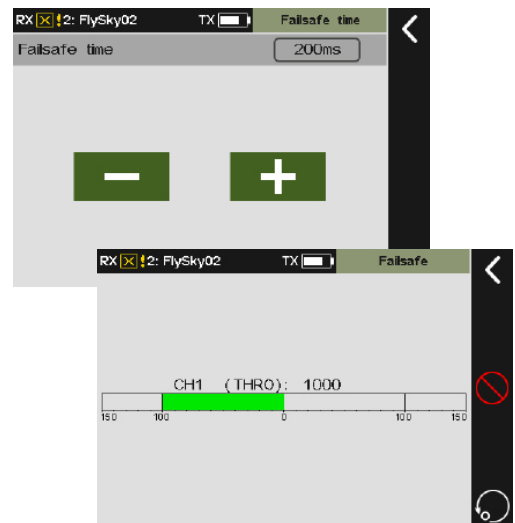 RX 2: FlySky02 TX Failsafe time
Failsafe time 200ms
RX 2: FlySky02 TX Failsafe
CH1 (THRO): 1000
150 100 0 100 150